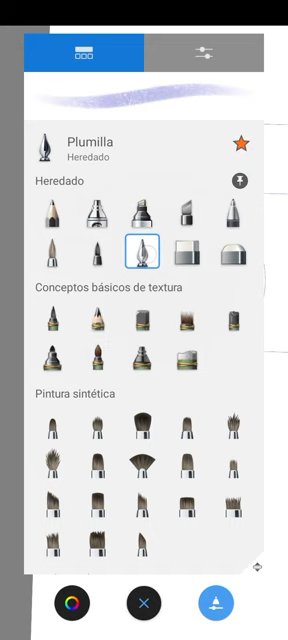 Plumilla
Heredado
Heredado
Conceptos básicos de textura
Pintura sintética